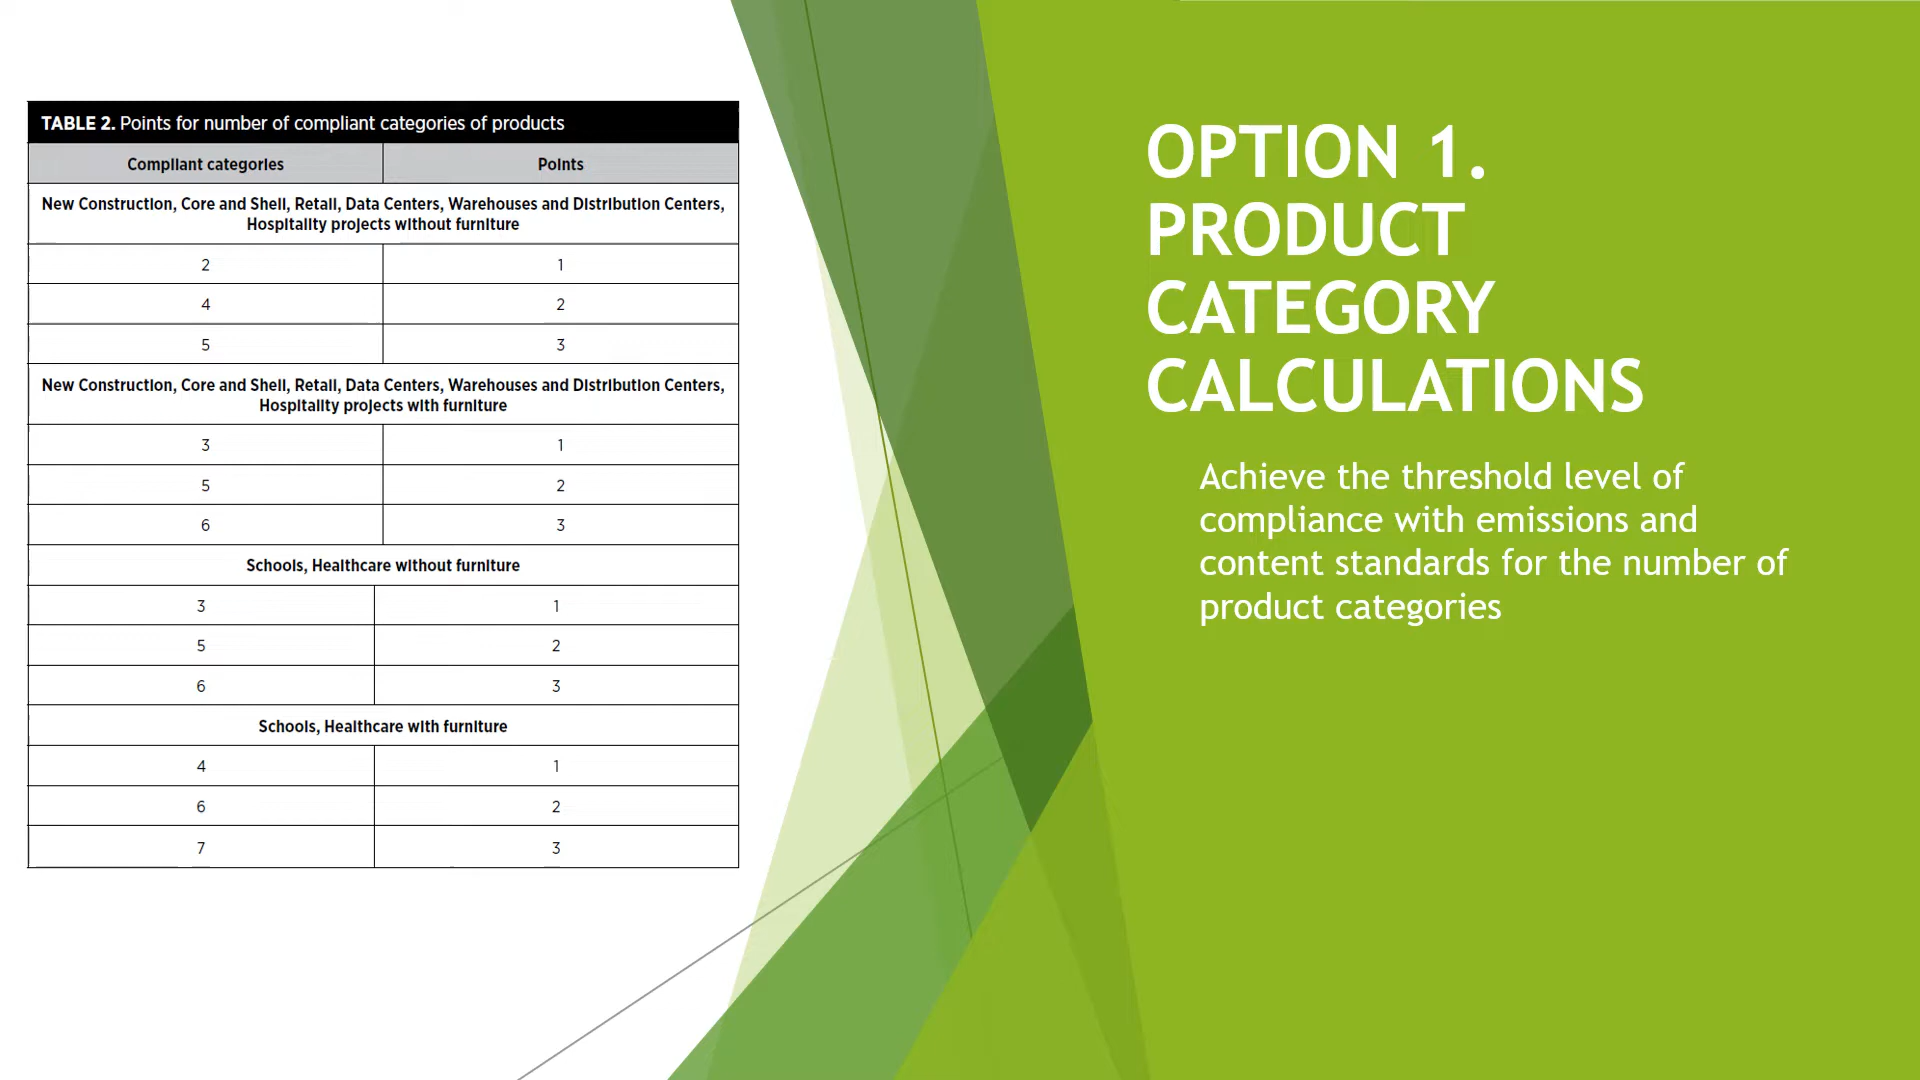 TABLE 2. Points for number of compliant categories of products
Compliant categories Points
New Construction, Core and Shell, Retail, Data Centers, Warehouses and Distribution Centers,
Hospitality projects without furniture
2 1
4 2
5 3
New Construction, Core and Shell, Retail, Data Centers, Warehouses and Distribution Centers,
Hospitality projects with furniture
3 1
5 2
6 3
Schools, Healthcare without furniture
3 1
5 2
6 3
Schools, Healthcare with furniture
4 1
6 2
7 3
OPTION 1.
PRODUCT
CATEGORY
CALCULATIONS
Achieve the threshold level of
compliance with emissions and
content standards for the number of
product categories